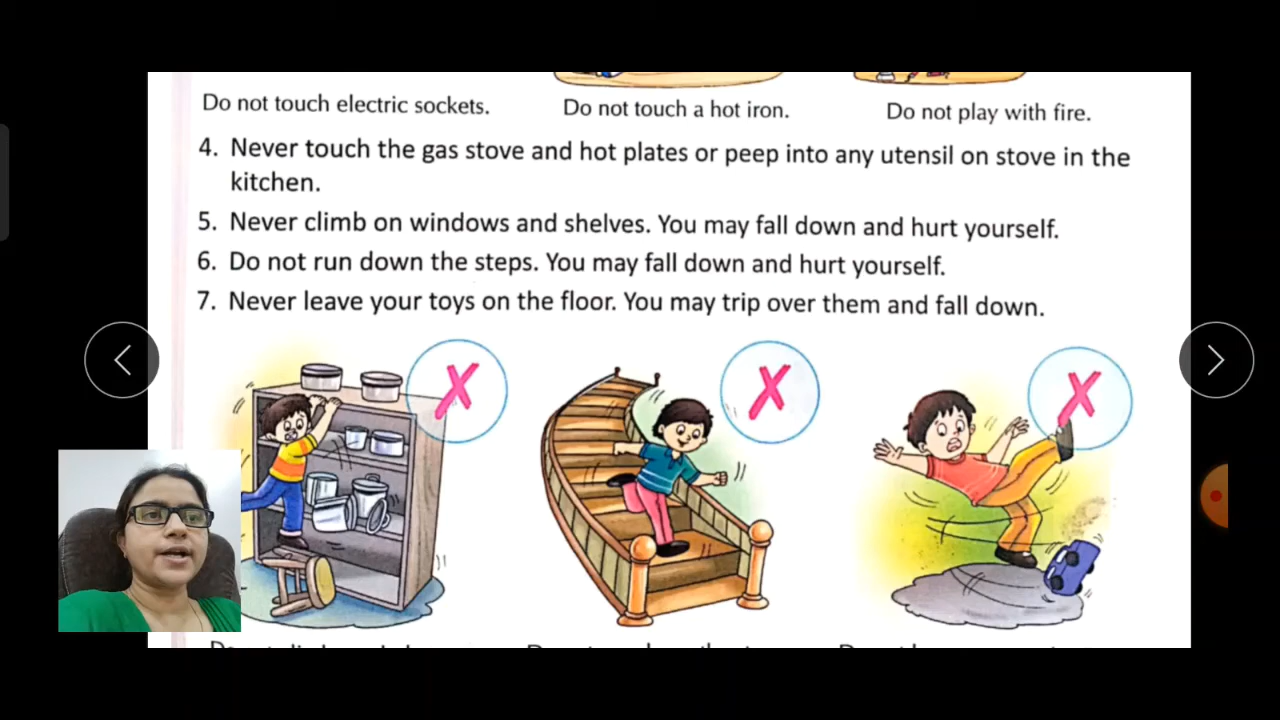 Do not touch electric sockets.
Do not touch a hot iron.
Do not play with fire.
4. Never touch the gas stove and hot plates or peep into any utensil on stove in the
kitchen.
5. Never climb on windows and shelves. You may fall down and hurt yourself.
6. Do not run down the steps. You may fall down and hurt yourself.
7. Never leave your toys on the floor. You may trip over them and fall down.